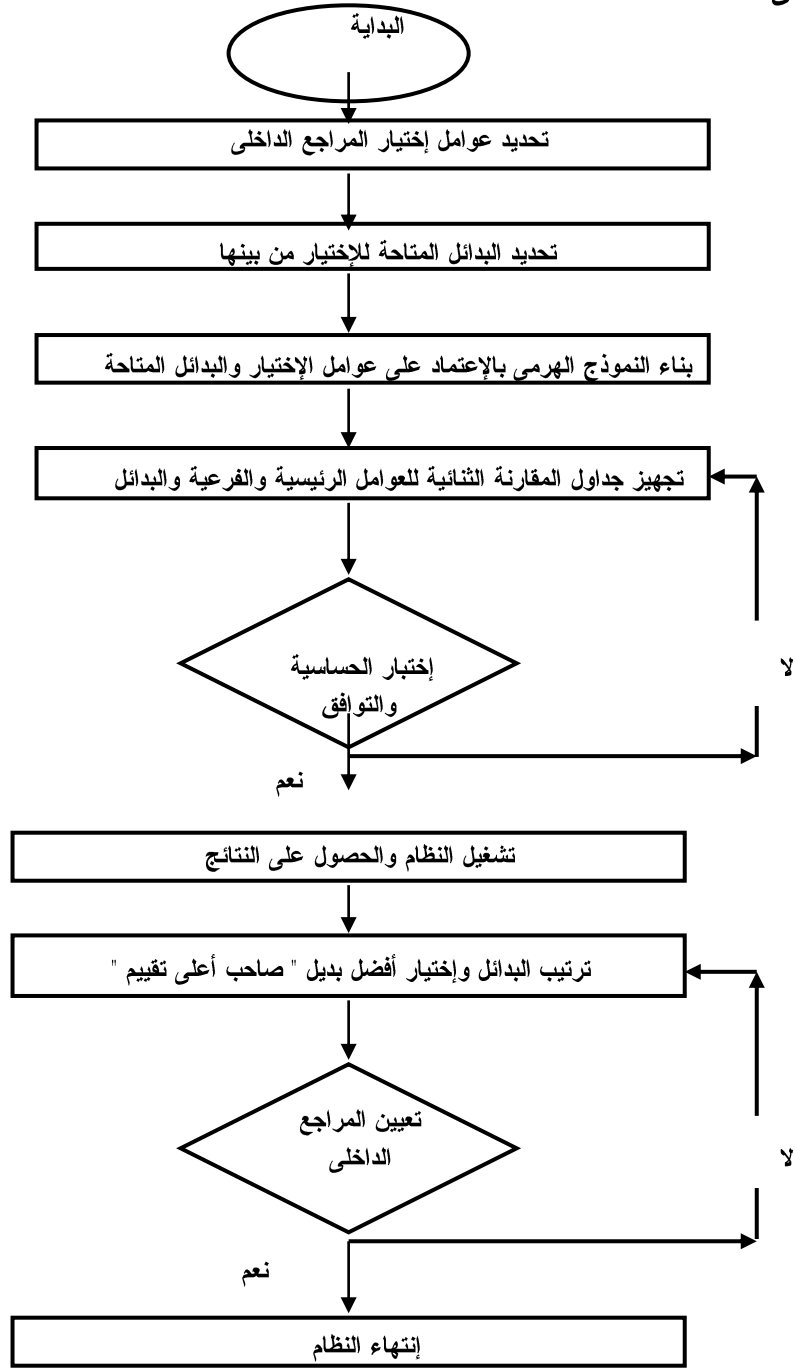 البداية
تحديد عوامل إختيار المراجع الداخلى
تحديد البدائل المتاحة للإختيار من بينها
بناء النموذج الهرمى بالإعتماد على عوامل الإختيار والبدائل المتاحة
تجهيز جداول المقارنة الثنائية للعوامل الرئيسية والفرعية والبدائل
إختبار الحساسية
والتوافق
لا
نعم
تشغيل النظام والحصول على النتائج
ترتيب البدائل وإختيار أفضل بديل " صاحب أعلى تقييم "
تعيين المراجع
الداخلى
لا
نعم
إنتهاء النظام